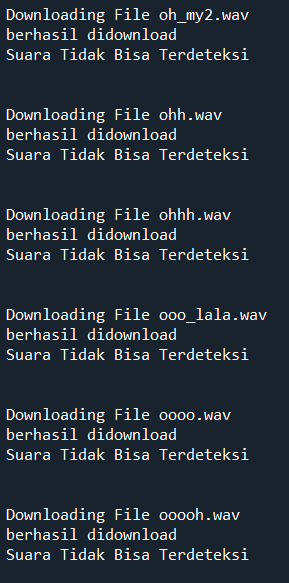 Downloading File oh_my2.wav
berhasil didownload
Suara Tidak Bisa Terdeteksi
Downloading File ohh.wav
berhasil didownload
Suara Tidak Bisa Terdeteksi
Downloading File ohhh.wav
berhasil didownload
Suara Tidak Bisa Terdeteksi
Downloading File ooo_lala.wav
berhasil didownload
Suara Tidak Bisa Terdeteksi
Downloading File oooo.wav
berhasil didownload
Suara Tidak Bisa Terdeteksi
Downloading File ooooh.wav
berhasil didownload
Suara Tidak Bisa Terdeteksi